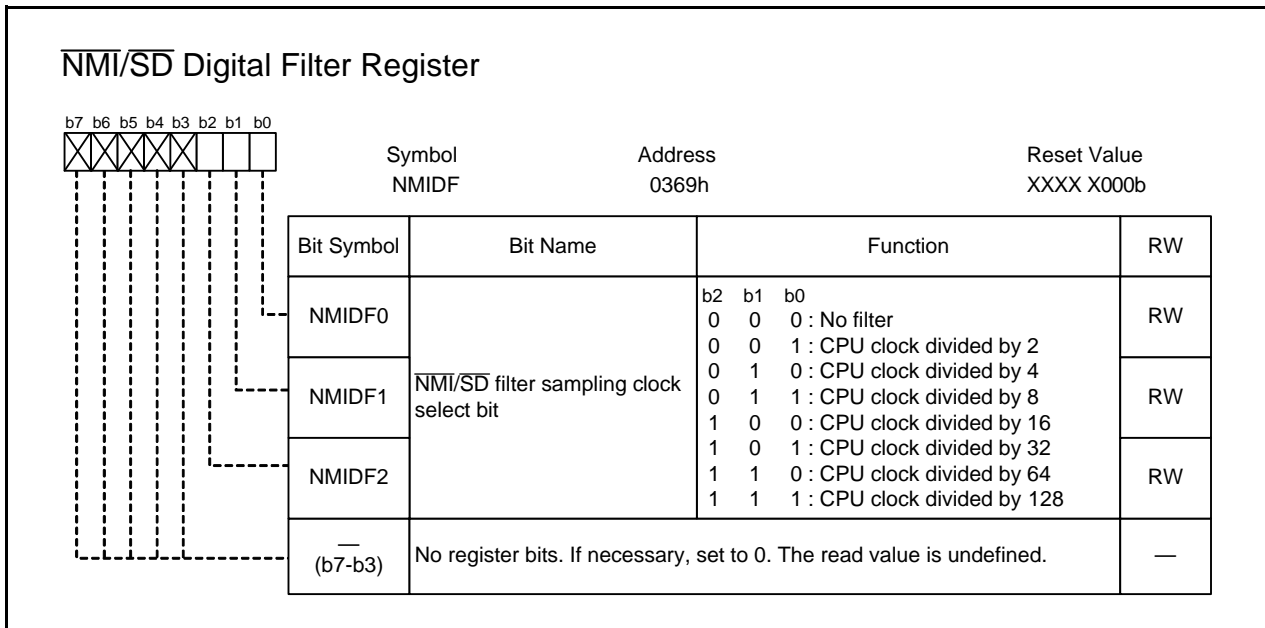 NMI/SD Digital Filter Register
b7 b6 b5 b4 b3 b2 b1 b0
Symbol Address Reset Value
NMIDF 0369h XXXX X000b
Bit Symbol Bit Name Function RW
NMIDF0 RW
NMIDF1 RW
NMIDF2 RW
NMI/SD filter sampling clock
select bit
b2 b1 b0
0 0 0 : No filter
0 0 1 : CPU clock divided by 2
0 1 0 : CPU clock divided by 4
0 1 1 : CPU clock divided by 8
1 0 0 : CPU clock divided by 16
1 0 1 : CPU clock divided by 32
1 1 0 : CPU clock divided by 64
1 1 1 : CPU clock divided by 128
—
(b7-b3) No register bits. If necessary, set to 0. The read value is undefined. —